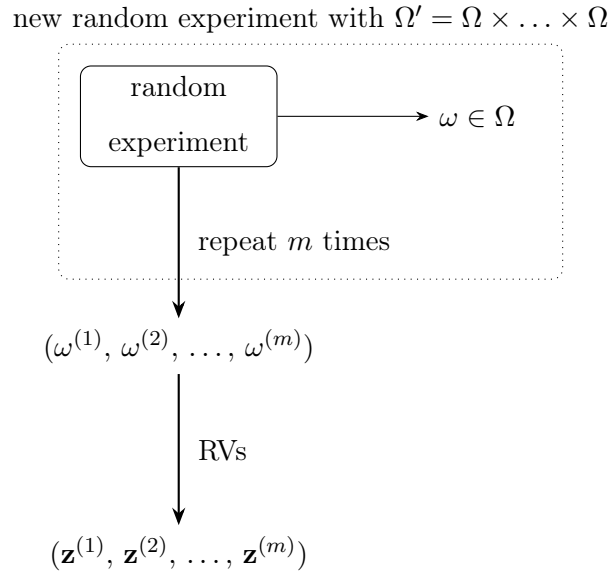 new random experiment with Ω′ = Ω × … × Ω
random
experiment
ω ∈ Ω
repeat m times
(ω⁽¹⁾, ω⁽²⁾, …, ω⁽ᵐ⁾)
RVs
(𝐳⁽¹⁾, 𝐳⁽²⁾, …, 𝐳⁽ᵐ⁾)